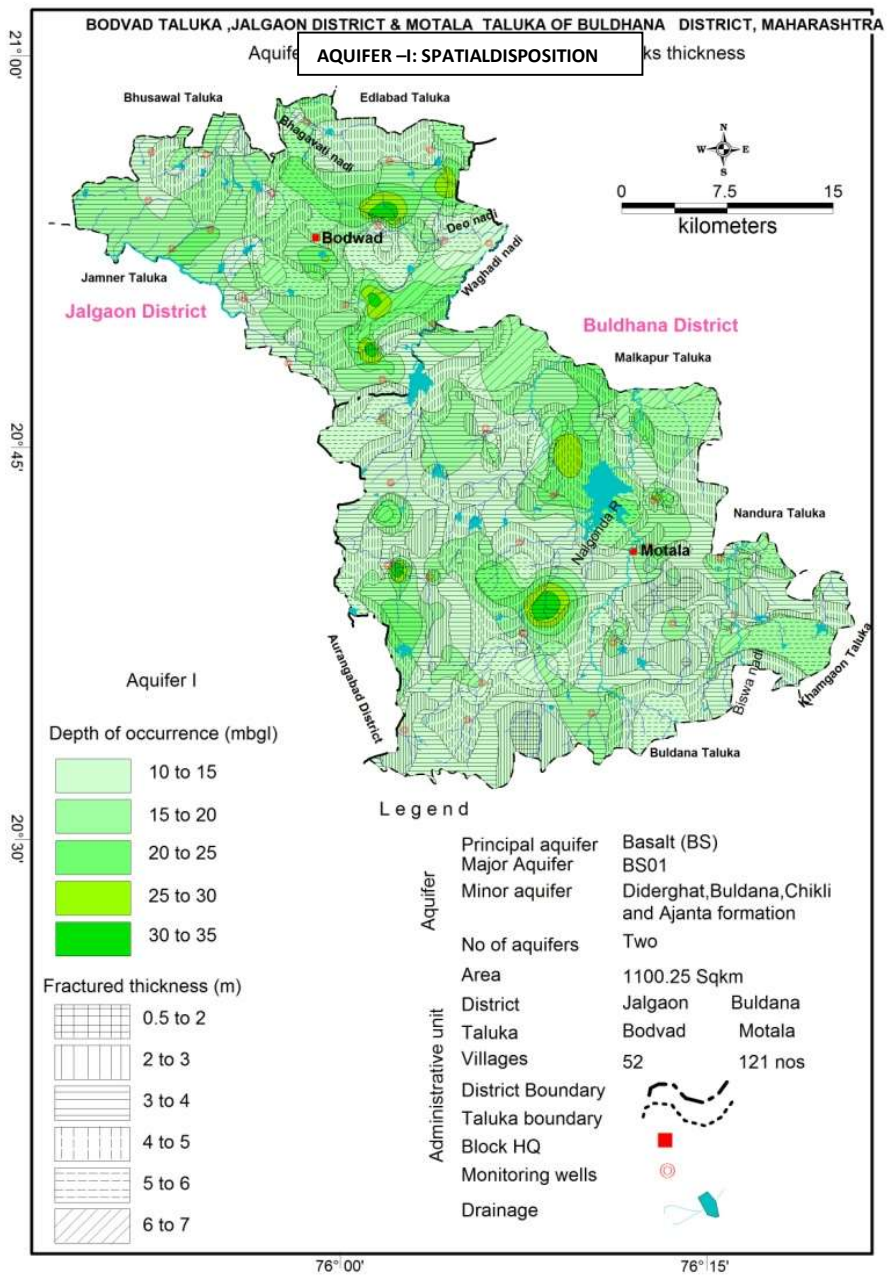 BODVAD TALUKA ,JALGAON DISTRICT & MOTALA TALUKA OF BULDHANA DISTRICT, MAHARASHTRA
Aquife
AQUIFER –I: SPATIALDISPOSITION
ks thickness
21° 00'
Bhusawal Taluka
Edlabad Taluka
Bhagavati nadi
N
W E
S
0 7.5 15
kilometers
Deo nadi
Bodwad
Waghadi nadi
Jamner Taluka
Jalgaon District
Buldhana District
Malkapur Taluka
20° 45'
Nandura Taluka
Nalgonda R
Motala
Aurangabad District
Biswa nadi
Khamgaon Taluka
Buldana Taluka
Aquifer I
Depth of occurrence (mbgl)
10 to 15
15 to 20
20 to 25
25 to 30
30 to 35
Fractured thickness (m)
0.5 to 2
2 to 3
3 to 4
4 to 5
5 to 6
6 to 7
20° 30'
Legend
Aquifer
Principal aquifer Basalt (BS)
Major Aquifer BS01
Minor aquifer Diderghat,Buldana,Chikli
and Ajanta formation
No of aquifers Two
Area 1100.25 Sqkm
Administrative unit
District Jalgaon Buldana
Taluka Bodvad Motala
Villages 52 121 nos
District Boundary
Taluka boundary
Block HQ
Monitoring wells
Drainage
76° 00'
76° 15'